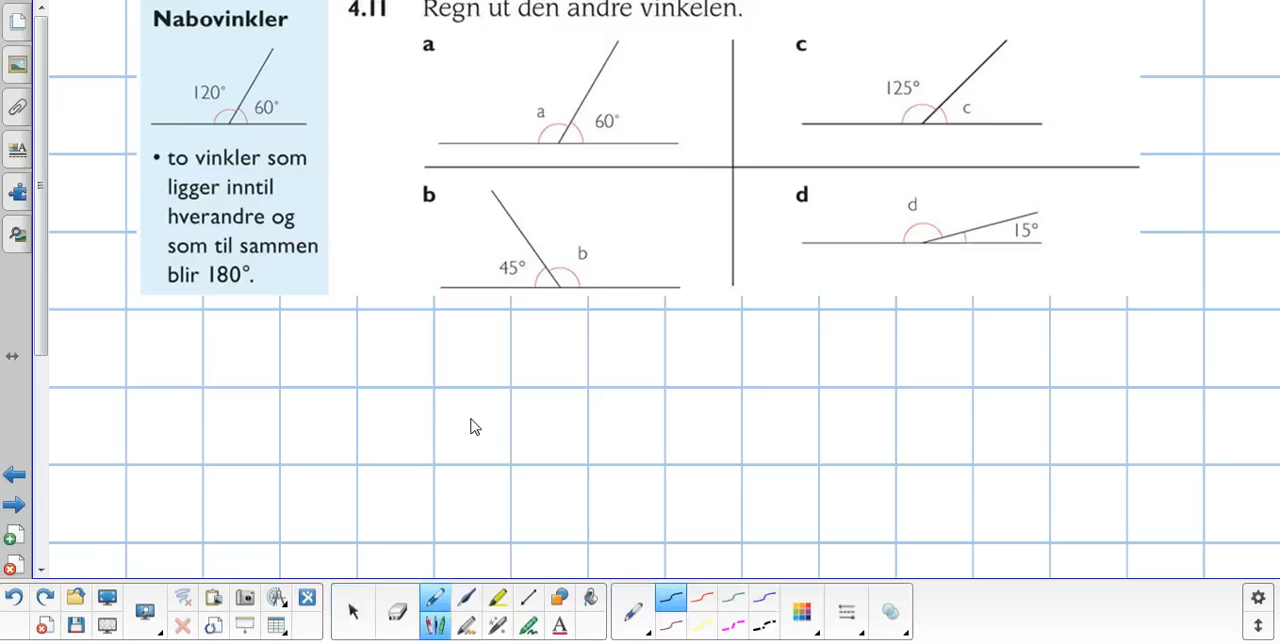 Nabovinkler
120° 60°
• to vinkler som
ligger inntil
hverandre og
som til sammen
blir 180°.
4.11 Regn ut den andre vinkelen.
a
a 60°
b
45° b
c
125° c
d
d 15°